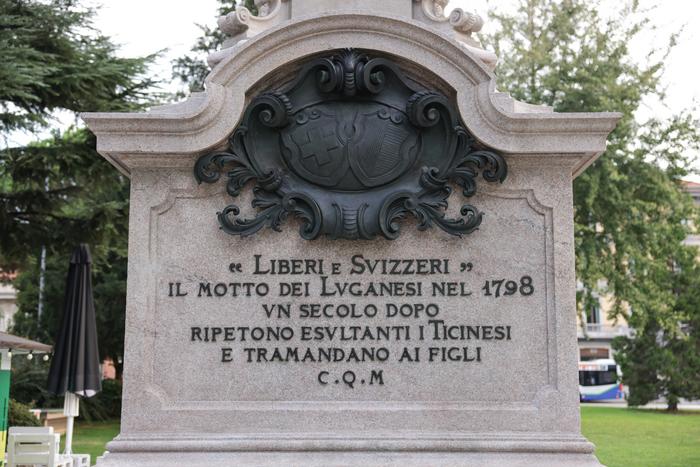 “ LIBERI E SVIZZERI ”
IL MOTTO DEI LVGANESI NEL 1798
VN SECOLO DOPO
RIPETONO ESVLTANTI I TICINESI
E TRAMANDANO AI FIGLI
C.Q.M